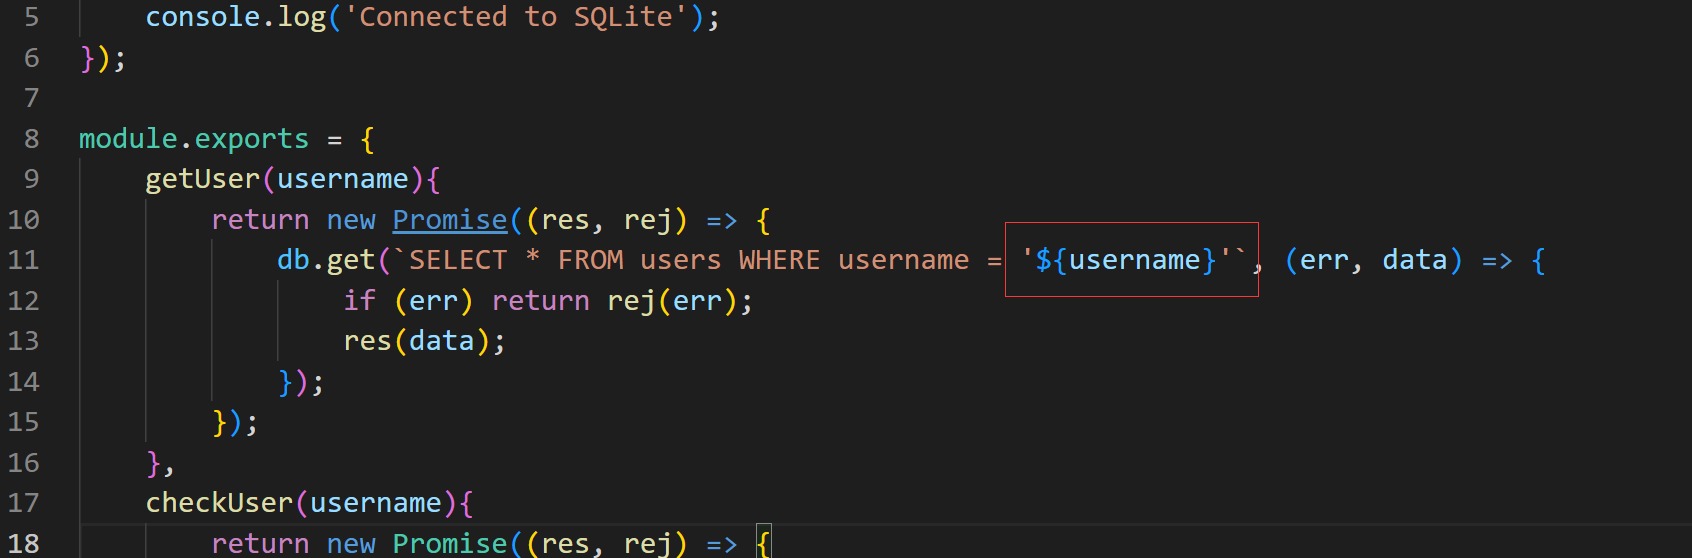 5 console.log('Connected to SQLite');
6 });
7
8 module.exports = {
9 getUser(username){
10 return new Promise((res, rej) => {
11 db.get(`SELECT * FROM users WHERE username = '${username}'`, (err, data) => {
12 if (err) return rej(err);
13 res(data);
14 });
15 });
16 },
17 checkUser(username){
18 return new Promise((res, rej) => {